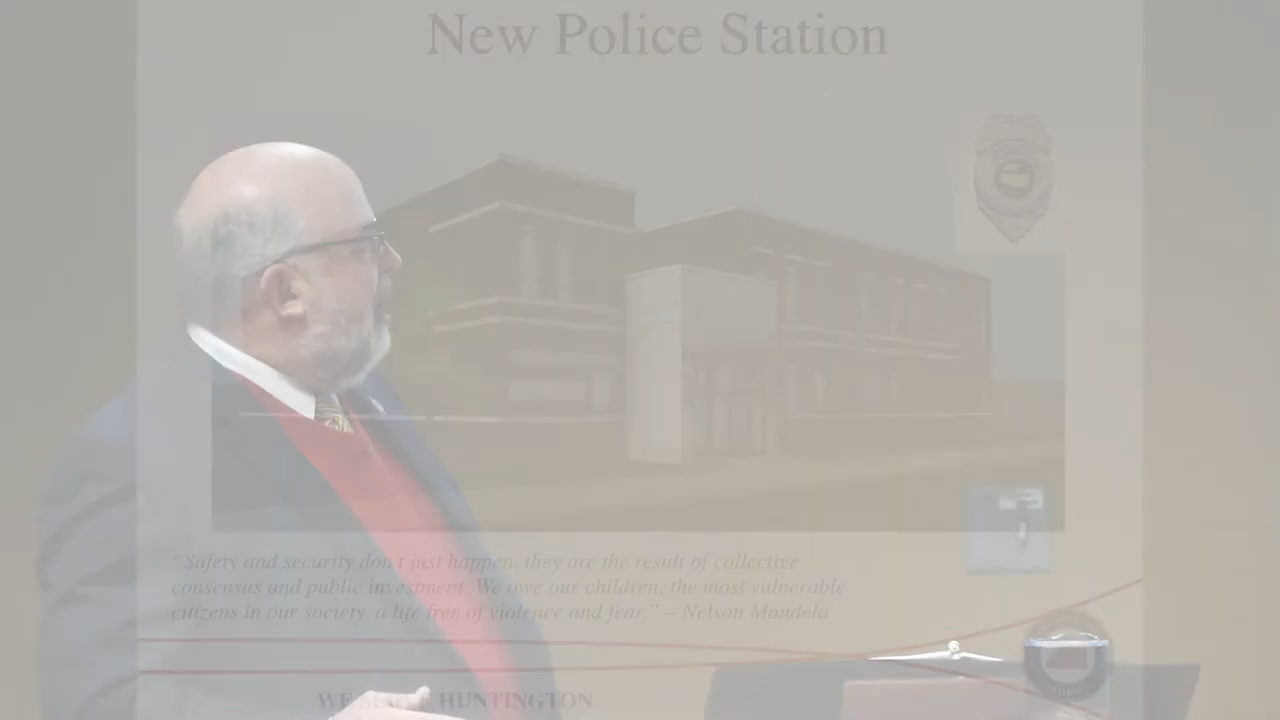 New Police Station
"Safety and security don't just happen, they are the result of collective
consensus and public investment. We owe our children, the most vulnerable
citizens in our society, a life free of violence and fear." – Nelson Mandela
HUNTINGTON